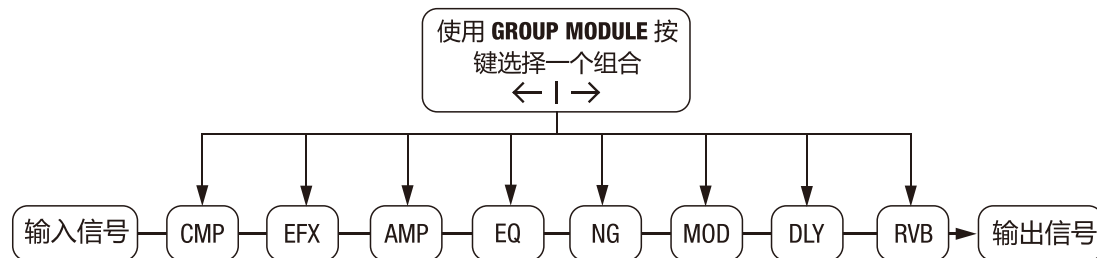 使用 GROUP MODULE 按
键选择一个组合
← | →
输入信号 CMP EFX AMP EQ NG MOD DLY RVB 输出信号